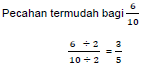 Pecahan termudah bagi 6/10
6 ÷ 2 / 10 ÷ 2 = 3/5